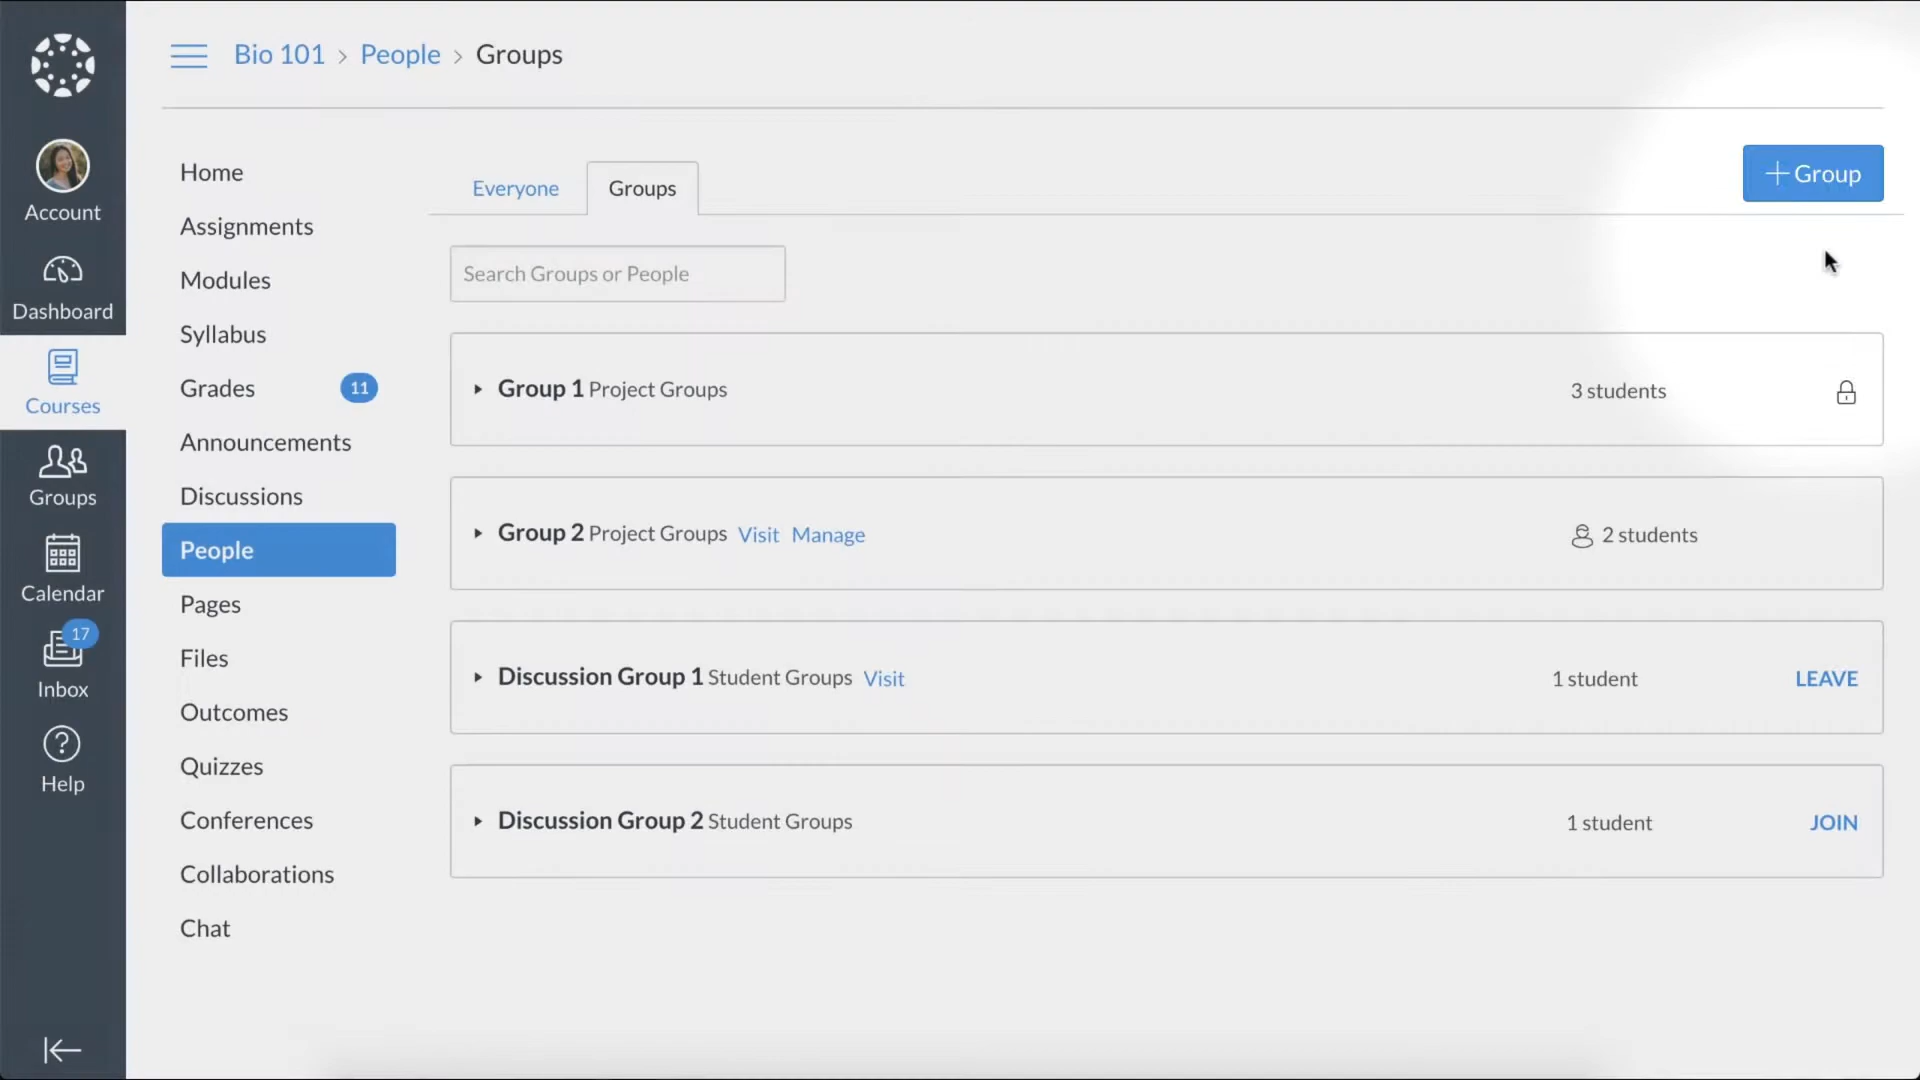 Bio 101 > People > Groups
Account
Dashboard
Courses
Groups
Calendar
17
Inbox
Help
Home
Assignments
Modules
Syllabus
Grades 11
Announcements
Discussions
People
Pages
Files
Outcomes
Quizzes
Conferences
Collaborations
Chat
Everyone Groups
+ Group
Search Groups or People
Group 1 Project Groups 3 students
Group 2 Project Groups Visit Manage 2 students
Discussion Group 1 Student Groups Visit 1 student LEAVE
Discussion Group 2 Student Groups 1 student JOIN